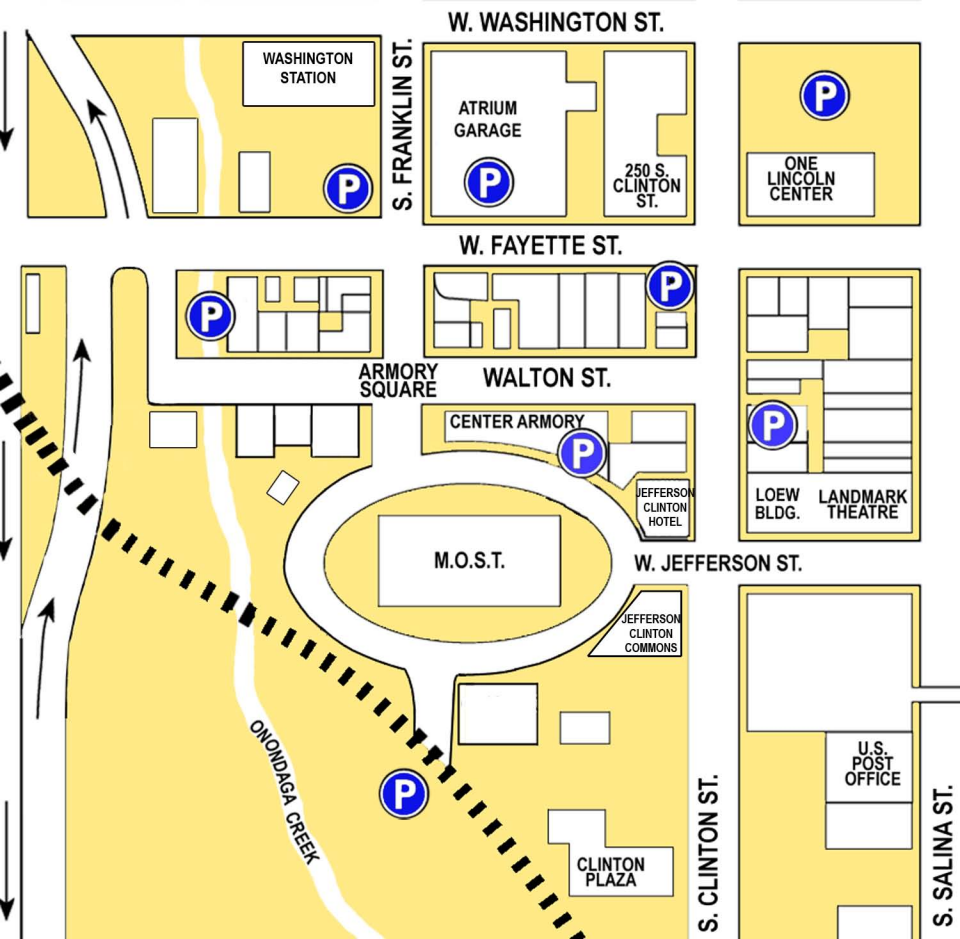 W. WASHINGTON ST.
WASHINGTON
STATION
S. FRANKLIN ST.
ATRIUM
GARAGE
P
P
250 S.
CLINTON
ST.
P
ONE
LINCOLN
CENTER
W. FAYETTE ST.
P
P
ARMORY
SQUARE
WALTON ST.
CENTER ARMORY
P
P
JEFFERSON
CLINTON
HOTEL
LOEW
BLDG.
LANDMARK
THEATRE
M.O.S.T.
W. JEFFERSON ST.
JEFFERSON
CLINTON
COMMONS
ONONDAGA CREEK
P
U.S.
POST
OFFICE
CLINTON
PLAZA
S. CLINTON ST.
S. SALINA ST.